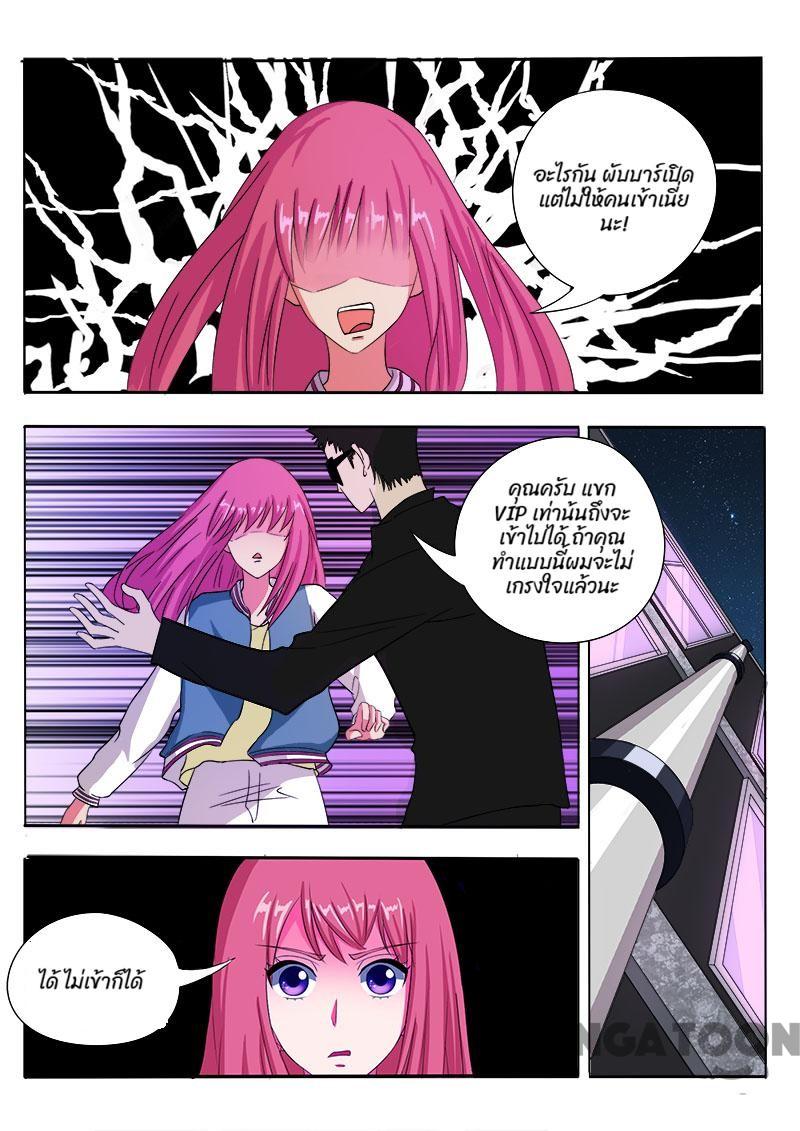 อะไรกัน ผับบาร์เปิด
แต่ไม่ให้คนเข้าเนี่ย
นะ!
คุณครับ แขก
VIP เท่านั้นถึงจะ
เข้าไปได้ ถ้าคุณ
ทำแบบนี้ผมจะไม่
เกรงใจแล้วนะ
ได้ ไม่เข้าก็ได้
NGATOON